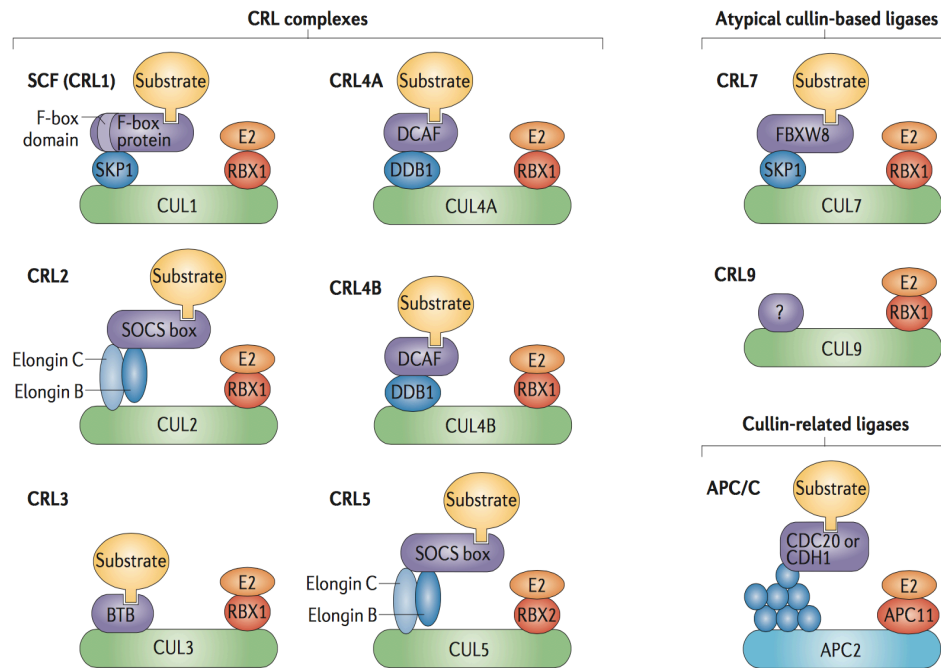 CRL complexes
SCF (CRL1)
Substrate
F-box
domain
F-box
protein
E2
SKP1
RBX1
CUL1
CRL4A
Substrate
DCAF
E2
DDB1
RBX1
CUL4A
CRL2
Substrate
SOCS box
Elongin C
Elongin B
E2
RBX1
CUL2
CRL4B
Substrate
DCAF
E2
DDB1
RBX1
CUL4B
CRL3
Substrate
BTB
E2
RBX1
CUL3
CRL5
Substrate
SOCS box
Elongin C
Elongin B
E2
RBX2
CUL5
Atypical cullin-based ligases
CRL7
Substrate
FBXW8
E2
SKP1
RBX1
CUL7
CRL9
?
E2
RBX1
CUL9
Cullin-related ligases
APC/C
Substrate
CDC20 or
CDH1
E2
APC11
APC2